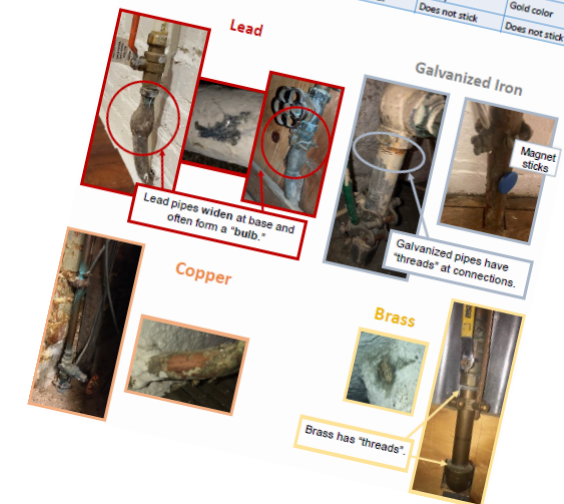 Does not stick
Gold color
Does not stick
Lead
Galvanized Iron
Magnet
sticks
Lead pipes widen at base and
often form a “bulb.”
Galvanized pipes have
“threads” at connections.
Copper
Brass
Brass has “threads”.